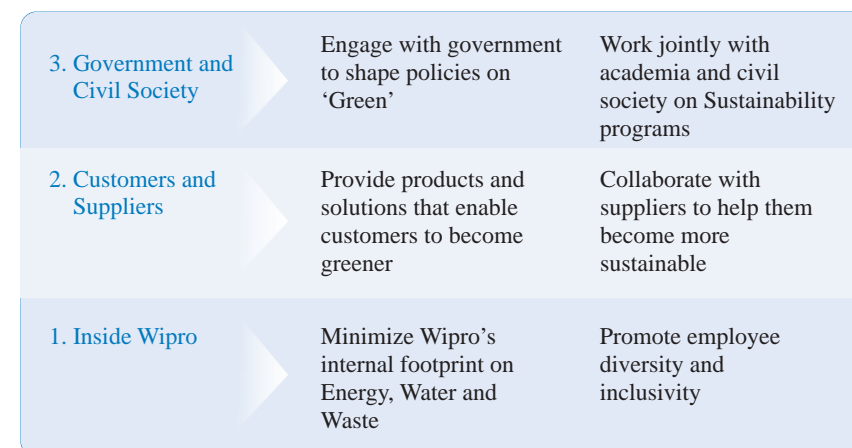 3. Government and
Civil Society
Engage with government
to shape policies on
‘Green’
Work jointly with
academia and civil
society on Sustainability
programs
2. Customers and
Suppliers
Provide products and
solutions that enable
customers to become
greener
Collaborate with
suppliers to help them
become more
sustainable
1. Inside Wipro
Minimize Wipro’s
internal footprint on
Energy, Water and
Waste
Promote employee
diversity and
inclusivity